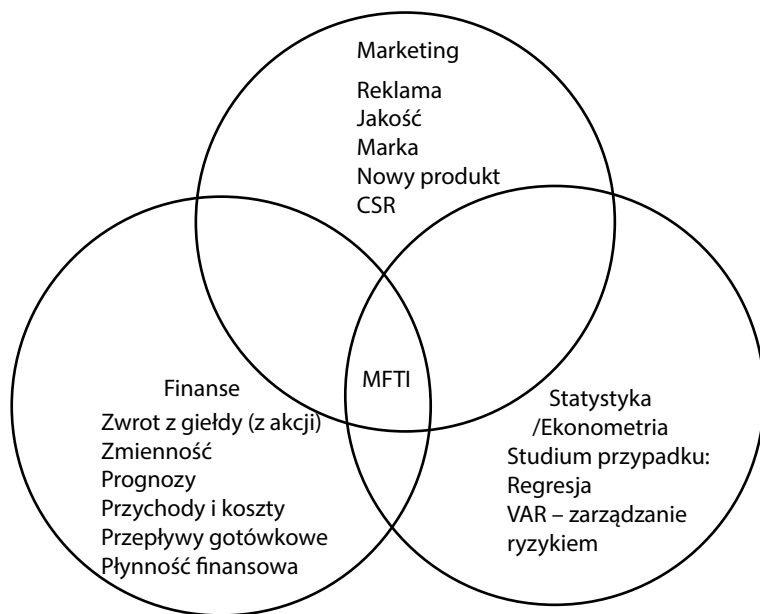 Marketing
Reklama
Jakość
Marka
Nowy produkt
CSR
MFTI
Finanse
Zwrot z giełdy (z akcji)
Zmienność
Prognozy
Przychody i koszty
Przepływy gotówkowe
Płynność finansowa
Statystyka
/Ekonometria
Studium przypadku:
Regresja
VAR – zarządzanie
ryzykiem